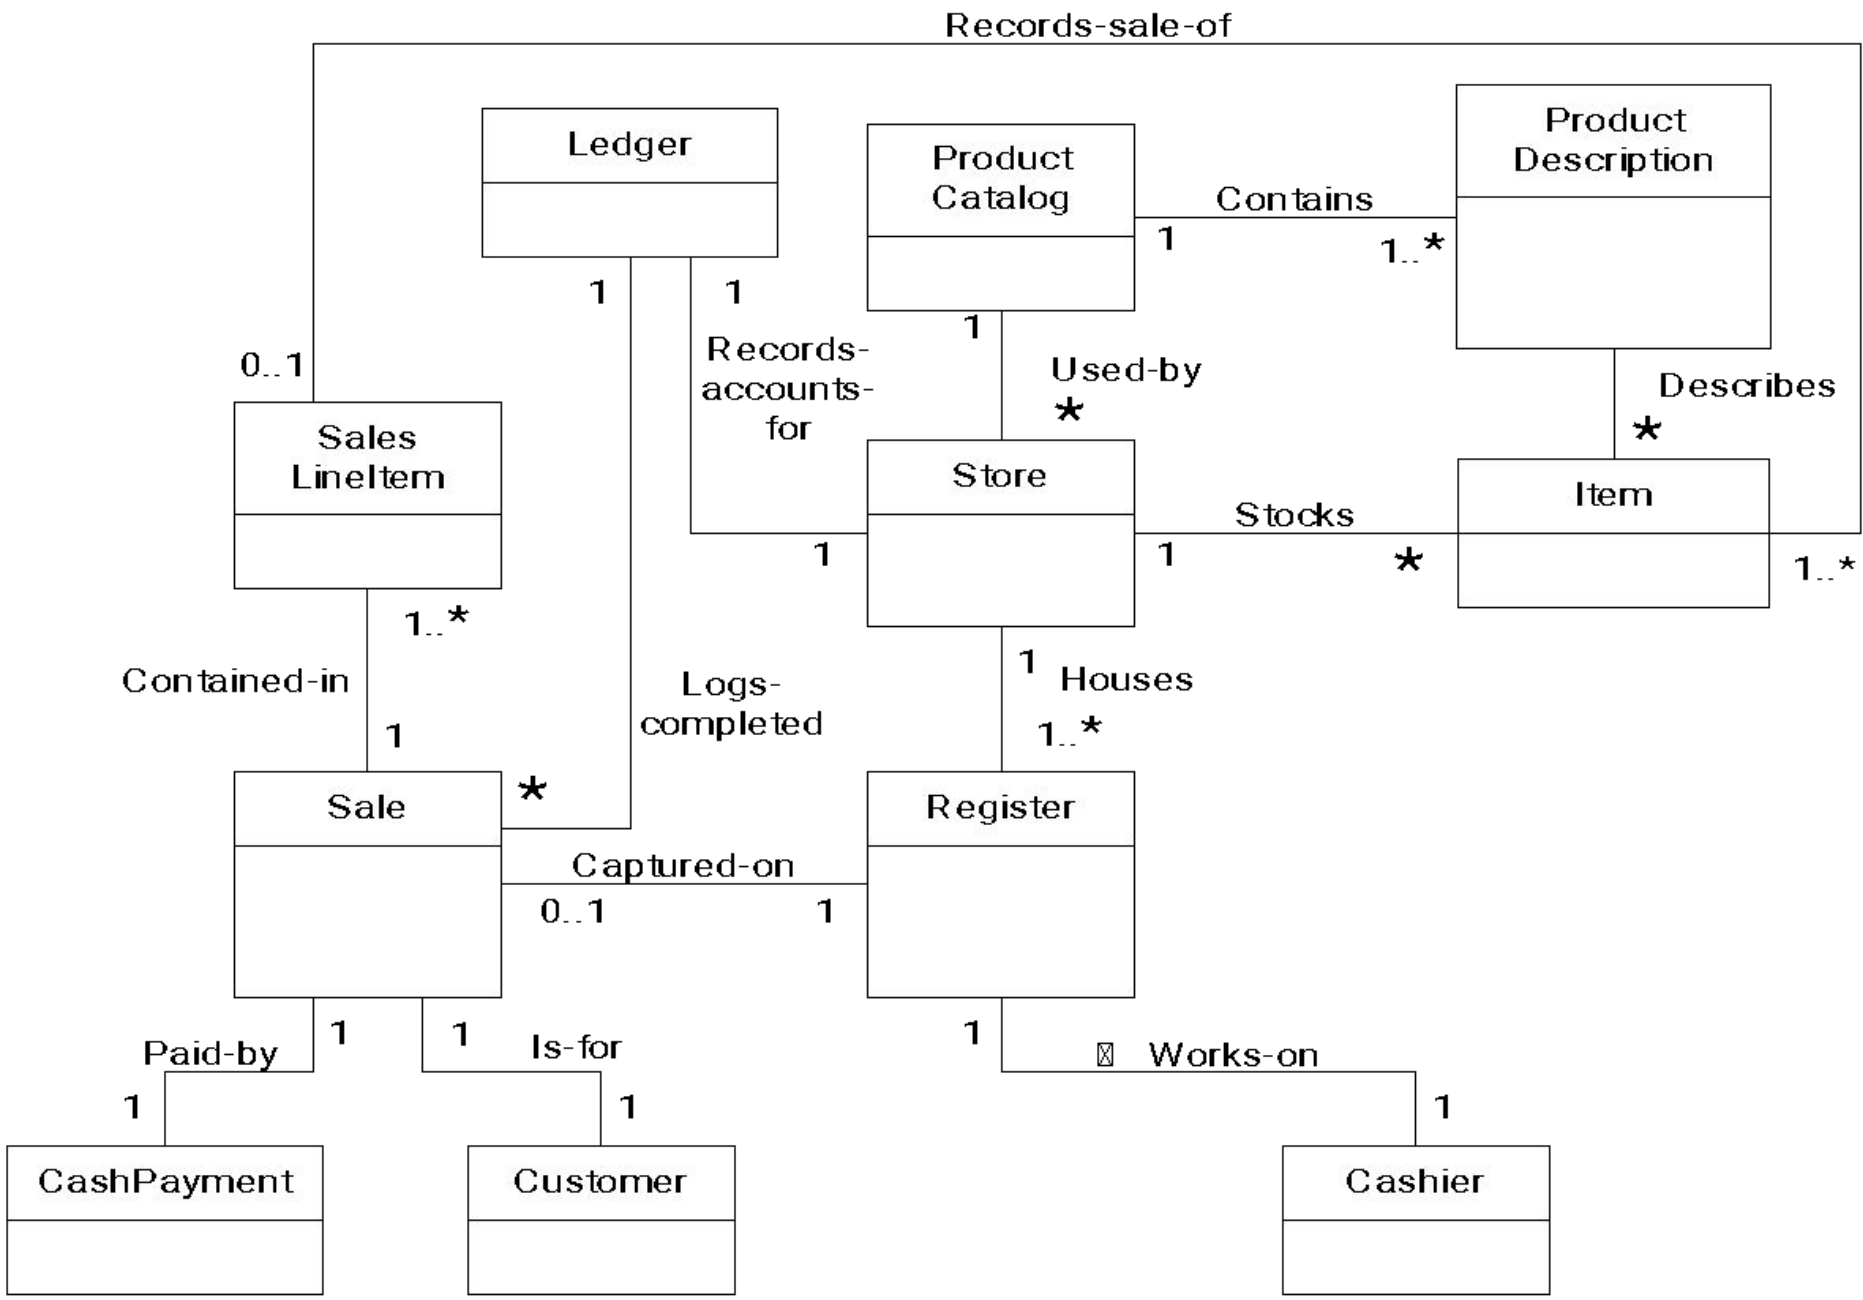 Records-sale-of
Ledger
Product
Catalog
Product
Description
Contains
1
1..*
1
1
1
Records-
accounts-
for
Used-by
*
Describes
*
0..1
Sales
LineItem
Store
Item
Stocks
1
1
*
1..*
1..*
Contained-in
1
1
Houses
1..*
Logs-
completed
*
Sale
Register
Captured-on
0..1
1
1
Paid-by
1
1
Is-for
1
1
Works-on
1
CashPayment
Customer
Cashier